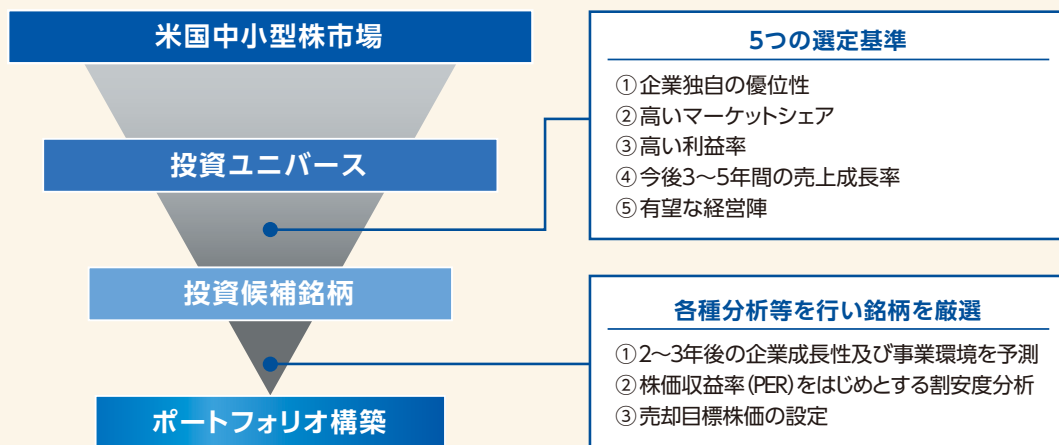 米国中小型株市場
投資ユニバース
投資候補銘柄
ポートフォリオ構築
5つの選定基準
①企業独自の優位性
②高いマーケットシェア
③高い利益率
④今後3～5年間の売上成長率
⑤有望な経営陣
各種分析等を行い銘柄を厳選
①2～3年後の企業成長性及び事業環境を予測
②株価収益率(PER)をはじめとする割安度分析
③売却目標株価の設定